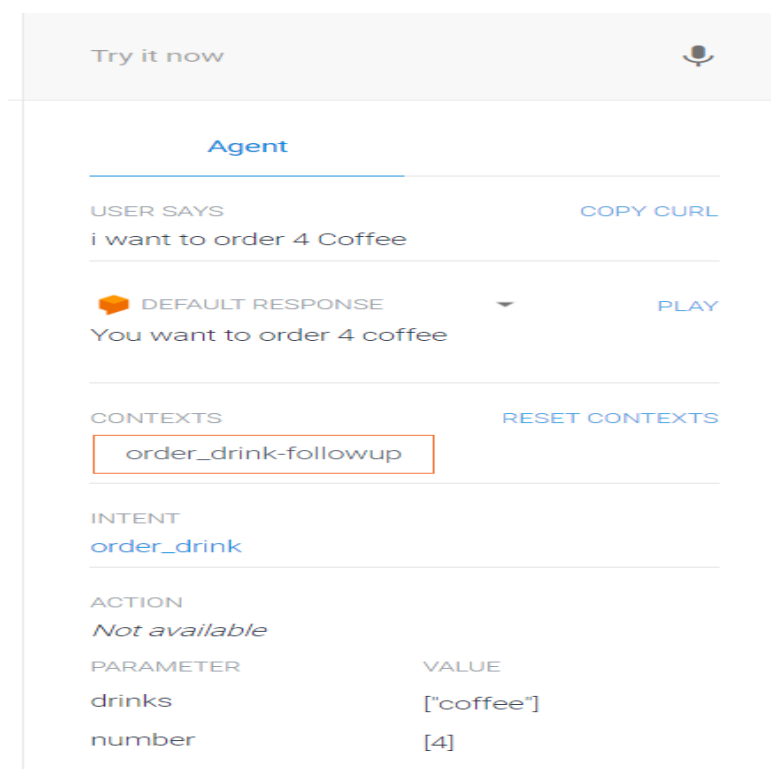 Try it now
Agent
USER SAYS COPY CURL
i want to order 4 Coffee
DEFAULT RESPONSE PLAY
You want to order 4 coffee
CONTEXTS RESET CONTEXTS
order_drink-followup
INTENT
order_drink
ACTION
Not available
PARAMETER VALUE
drinks ["coffee"]
number [4]